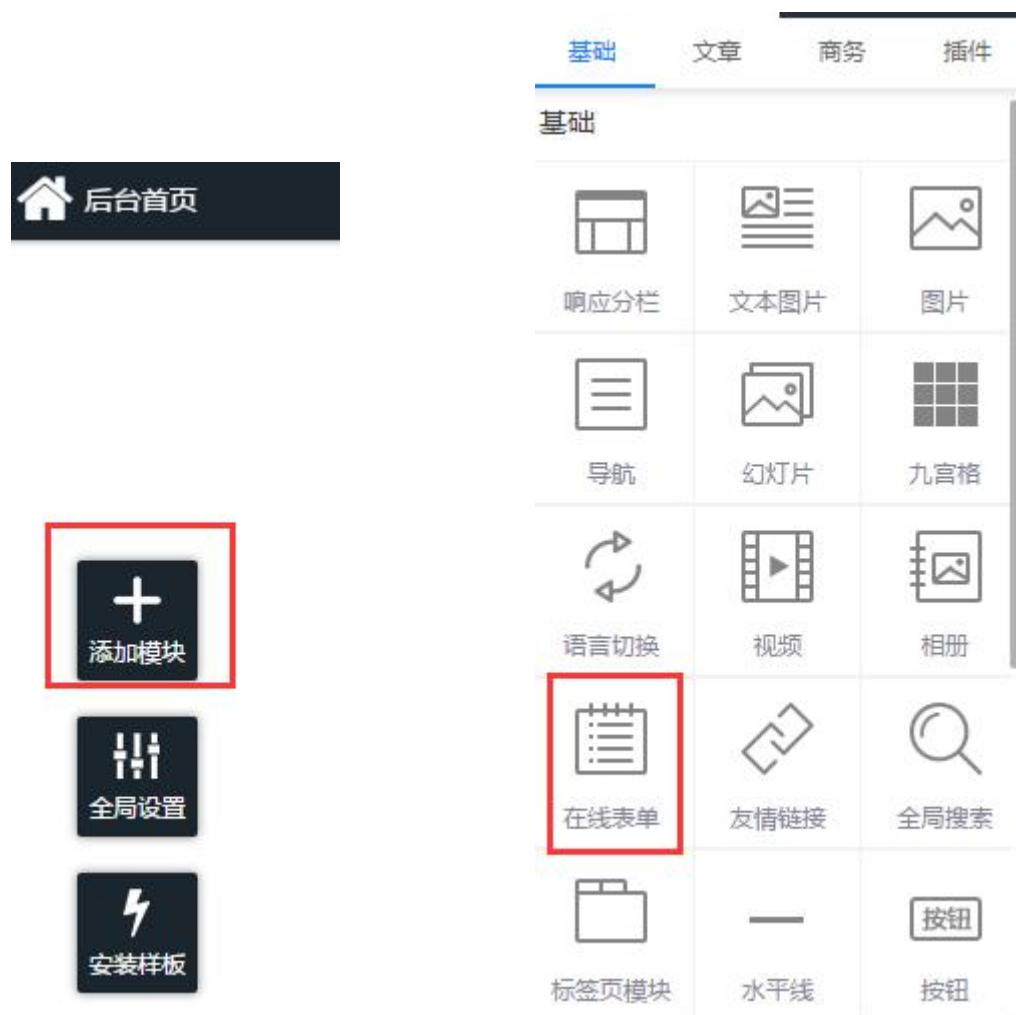 后台首页
添加模块
全局设置
安装样板
基础 文章 商务 插件
基础
响应分栏 文本图片 图片
导航 幻灯片 九宫格
语言切换 视频 相册
在线表单 友情链接 全局搜索
按钮
标签页模块 水平线 按钮